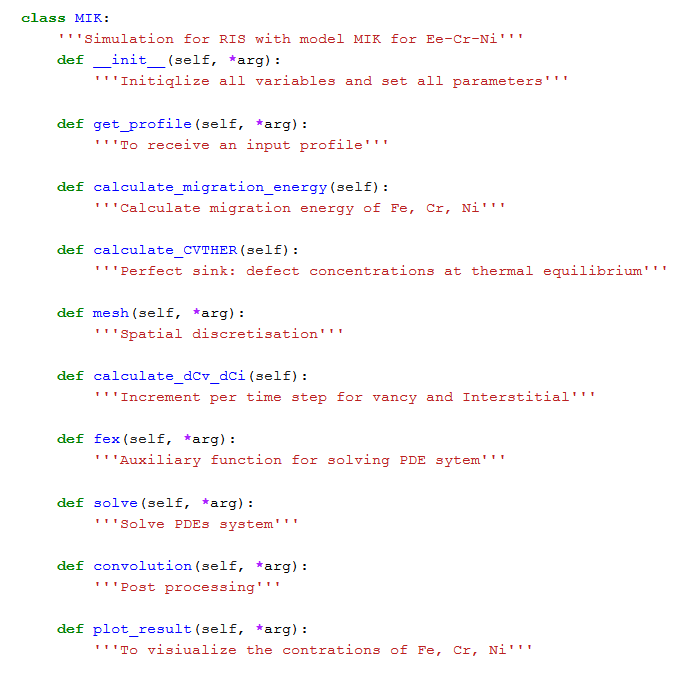 class MIK:
'''Simulation for RIS with model MIK for Ee-Cr-Ni'''
def __init__(self, *arg):
'''Initiqlize all variables and set all parameters'''
def get_profile(self, *arg):
'''To receive an input profile'''
def calculate_migration_energy(self):
'''Calculate migration energy of Fe, Cr, Ni'''
def calculate_CVTHER(self):
'''Perfect sink: defect concentrations at thermal equilibrium'''
def mesh(self, *arg):
'''Spatial discretisation'''
def calculate_dCv_dCi(self):
'''Increment per time step for vancy and Interstitial'''
def fex(self, *arg):
'''Auxiliary function for solving PDE sytem'''
def solve(self, *arg):
'''Solve PDEs system'''
def convolution(self, *arg):
'''Post processing'''
def plot_result(self, *arg):
'''To visiualize the contrations of Fe, Cr, Ni'''